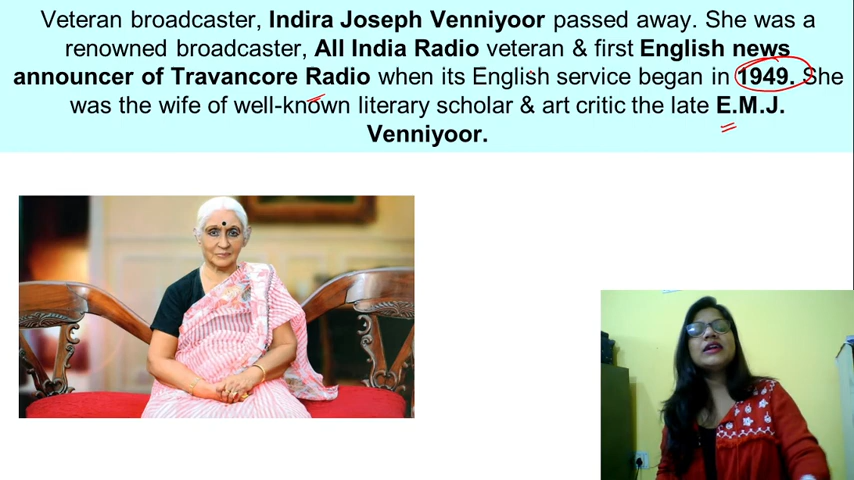 Veteran broadcaster, Indira Joseph Venniyoor passed away. She was a
renowned broadcaster, All India Radio veteran & first English news
announcer of Travancore Radio when its English service began in 1949. She
was the wife of well-known literary scholar & art critic the late E.M.J.
Venniyoor.